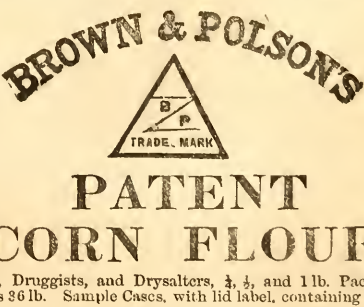 BROWN & POLSON'S
B
P
TRADE. MARK
PATENT
CORN FLOUR
, Druggists, and Drysalters, ¼, ½, and 1 lb. Pac
s 36 lb. Sample Cases, with lid label, containing